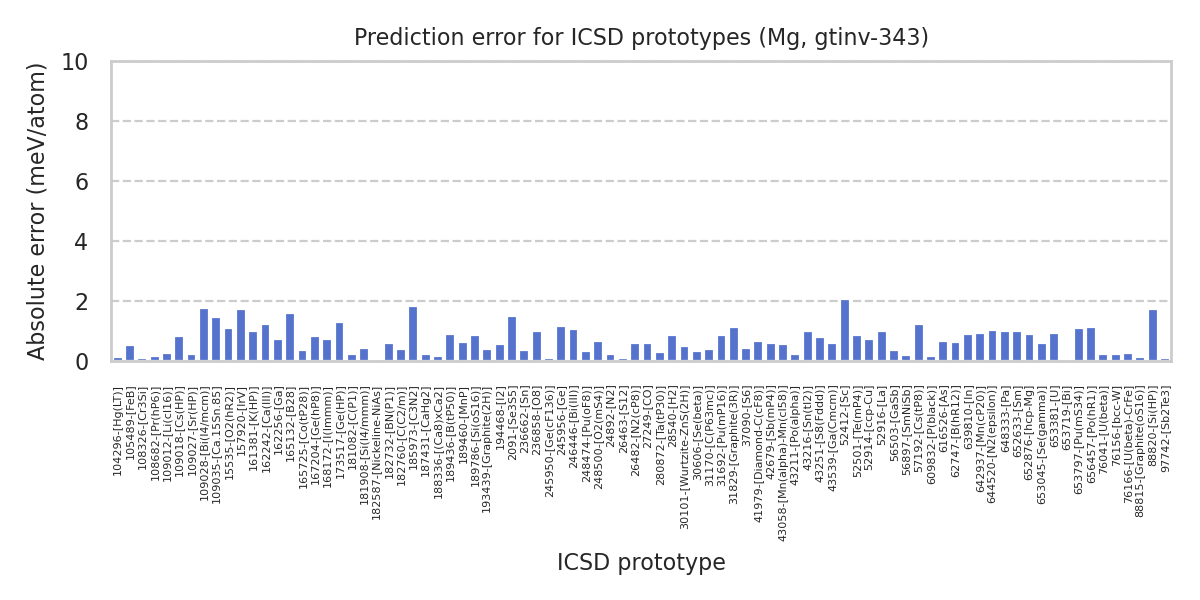 Prediction error for ICSD prototypes (Mg, gtinv-343)
Absolute error (meV/atom)
10
8
6
4
2
0
104296-[Hg(LT)]
105489-[FeB]
108326-[Cr3Si]
108682-[Pr(hP6)]
109012-[Li(cI16)]
109018-[Cs(HP)]
109027-[Sr(HP)]
109028-[Bi(I4/mcm)]
109035-[Ca.15Sn.85]
15535-[O2(hR2)]
157920-[IrV]
161381-[K(HP)]
162242-[Ca(III)]
162256-[Ga]
165132-[B28]
165725-[Co(tP28)]
167204-[Ge(hP8)]
168172-[I(Immm)]
173517-[Ge(HP)]
181082-[C(P1)]
181908-[Si(I4/mmm)]
182587-[Nickeline-NiAs]
182732-[BN(P1)]
182760-[C(C2/m)]
185973-[C3N2]
187431-[CaHg2]
188336-[(Ca8)xCa2]
189436-[B(tP50)]
189460-[MnP]
189786-[Si(oS16)]
193439-[Graphite(2H)]
194468-[I2]
2091-[Se3S5]
236662-[Sn]
236858-[O8]
245950-[Ge(cF136)]
245956-[Ge]
246446-[Bi(III)]
248474-[Pu(oF8)]
248500-[O2(mS4)]
24892-[N2]
26463-[S12]
26482-[N2(cP8)]
27249-[CO]
280872-[Ta(tP30)]
28540-[H2]
30101-[Wurtzite-ZnS(2H)]
30606-[Se(beta)]
31170-[C(P63mc)]
31692-[Pu(mP16)]
31829-[Graphite(3R)]
37090-[S6]
41979-[Diamond-C(cF8)]
42679-[Sb(mP4)]
43058-[Mn(alpha)-Mn(cI58)]
43211-[Po(alpha)]
43216-[Sn(tI2)]
43251-[S8(Fddd)]
43539-[Ga(Cmcm)]
52412-[Sc]
52501-[Te(mP4)]
52914-[fcc-Cu]
52916-[La]
56503-[GaSb]
56897-[SmNiSb]
57192-[Cs(tP8)]
609832-[P(black)]
616526-[As]
62747-[B(hR12)]
639810-[In]
642937-[Mn(cP20)]
644520-[N2(epsilon)]
648333-[Pa]
652633-[Sm]
652876-[hcp-Mg]
653045-[Se(gamma)]
653381-[U]
653719-[Bi]
653797-[Pu(mS34)]
656457-[Po(hR1)]
76041-[U(beta)]
76156-[bcc-W]
76166-[U(beta)-CrFe]
88815-[Graphite(oS16)]
88820-[Si(HP)]
97742-[Sb2Te3]
ICSD prototype